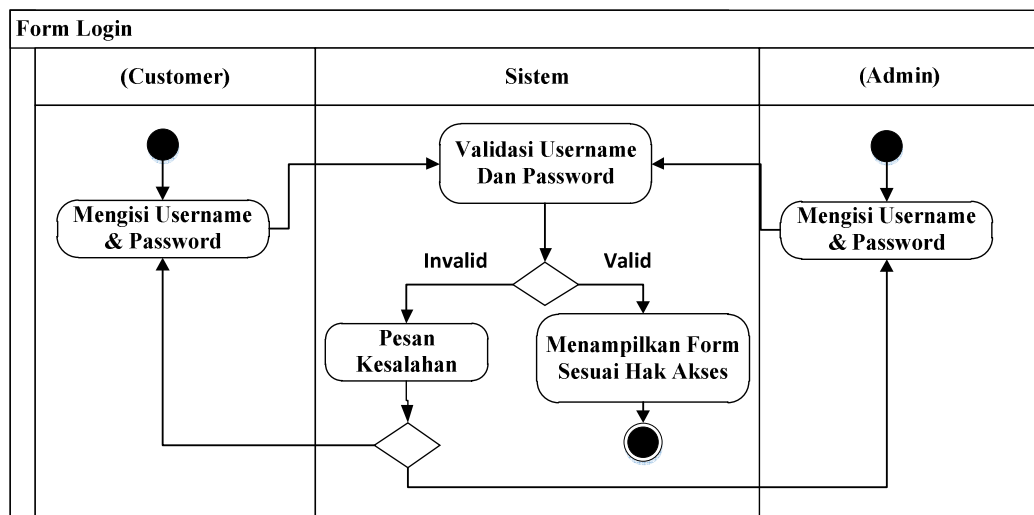 Form Login
(Customer)
Sistem
(Admin)
Validasi Username
Dan Password
Mengisi Username
& Password
Mengisi Username
& Password
Invalid
Valid
Pesan
Kesalahan
Menampilkan Form
Sesuai Hak Akses